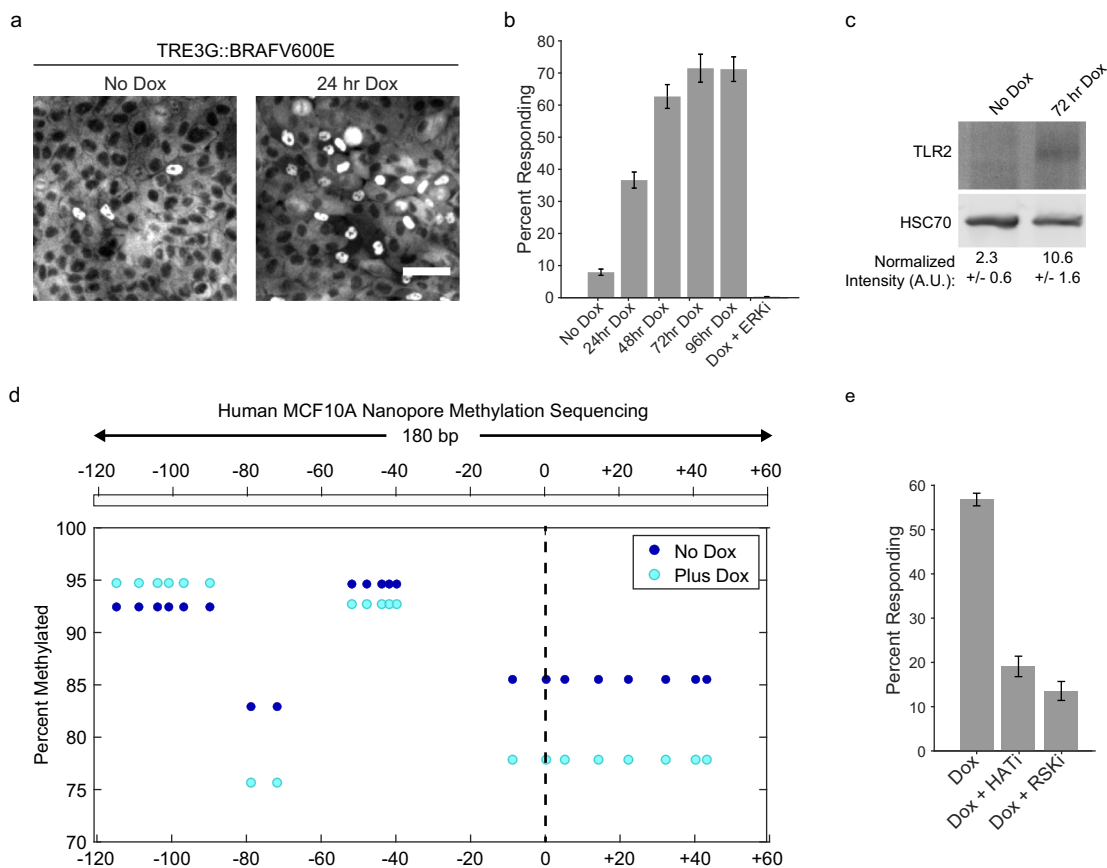 a
TRE3G::BRAFV600E
No Dox
24 hr Dox
b
Percent Responding
80
70
60
50
40
30
20
10
0
No Dox
24hr Dox
48hr Dox
72hr Dox
96hr Dox
Dox + ERKi
c
No Dox
72 hr Dox
TLR2
HSC70
Normalized 2.3 10.6
Intensity (A.U.): +/- 0.6 +/- 1.6
d
Human MCF10A Nanopore Methylation Sequencing
180 bp
-120 -100 -80 -60 -40 -20 0 +20 +40 +60
Percent Methylated
100
95
90
85
80
75
70
No Dox
Plus Dox
-120 -100 -80 -60 -40 -20 0 +20 +40 +60
e
Percent Responding
60
50
40
30
20
10
0
Dox
Dox + HATi
Dox + RSKi